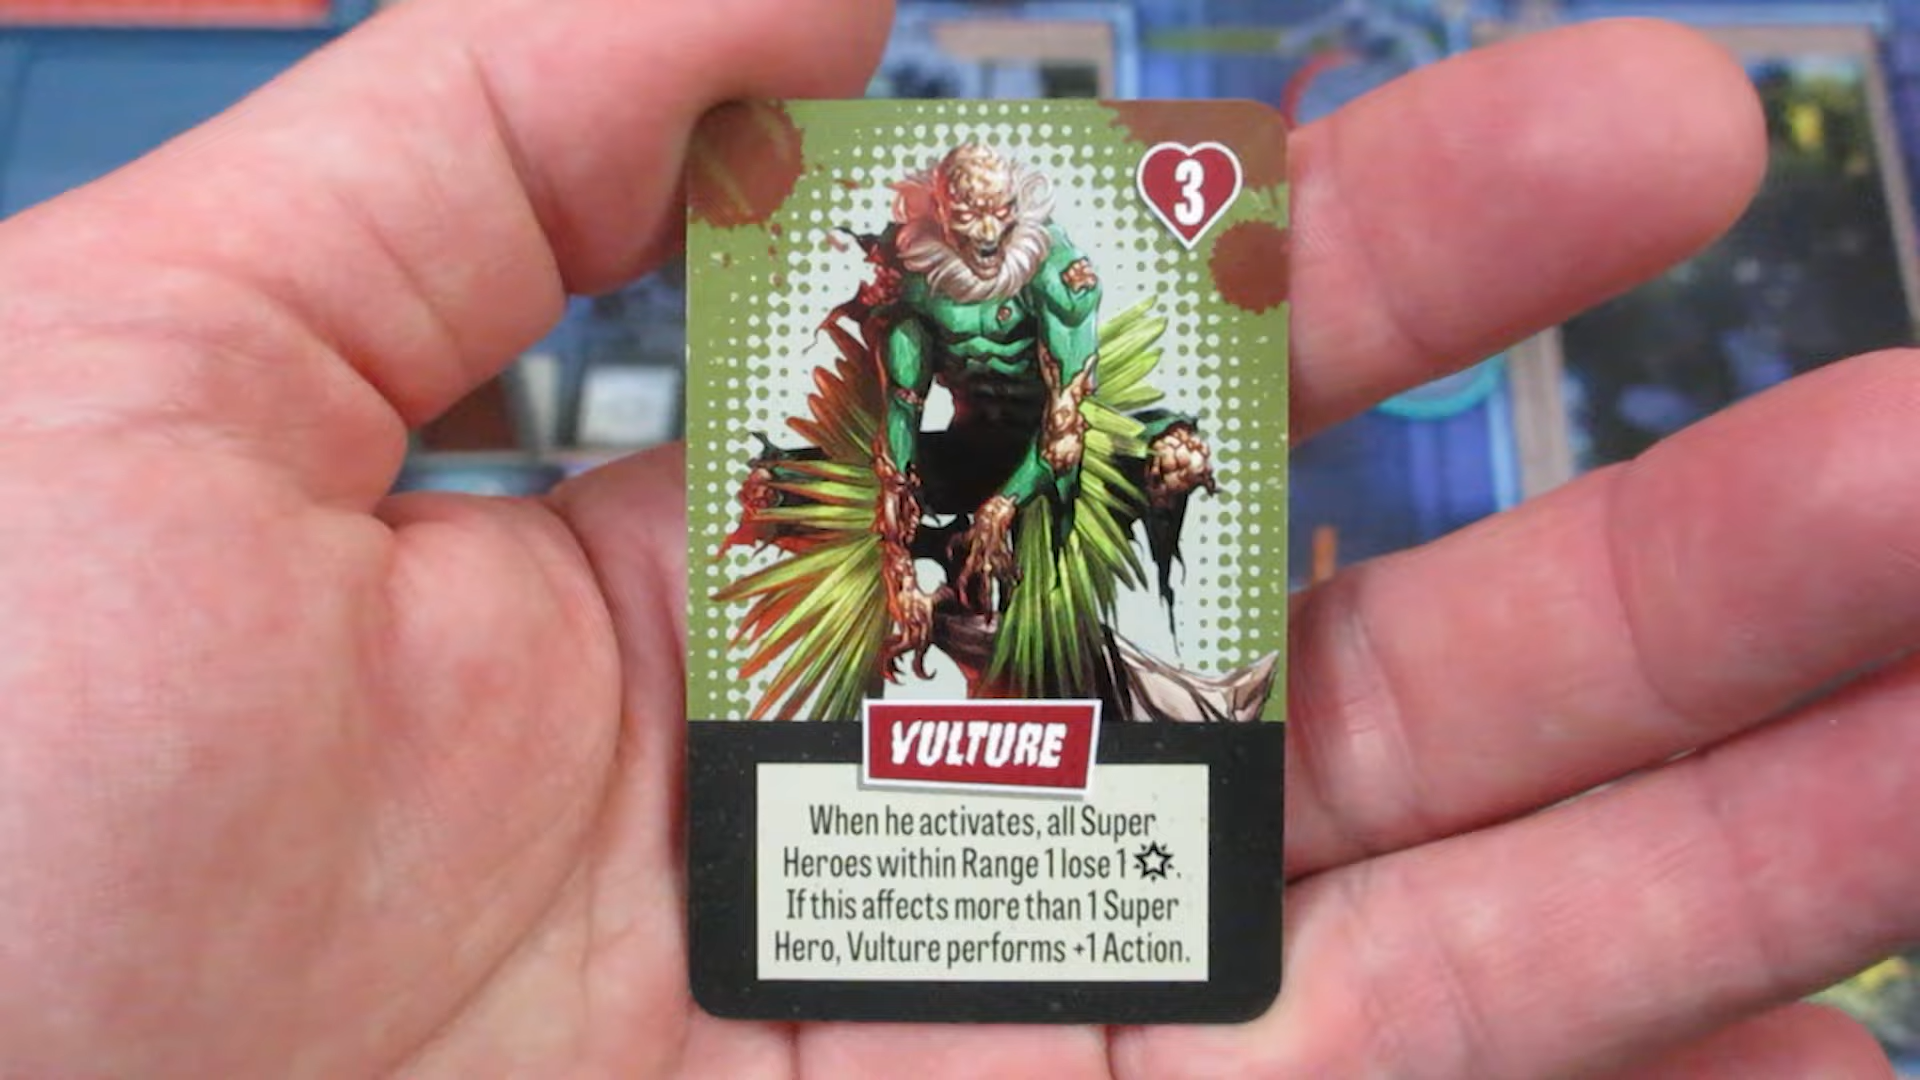 3
VULTURE
When he activates, all Super
Heroes within Range 1 lose 1 .
If this affects more than 1 Super
Hero, Vulture performs +1 Action.